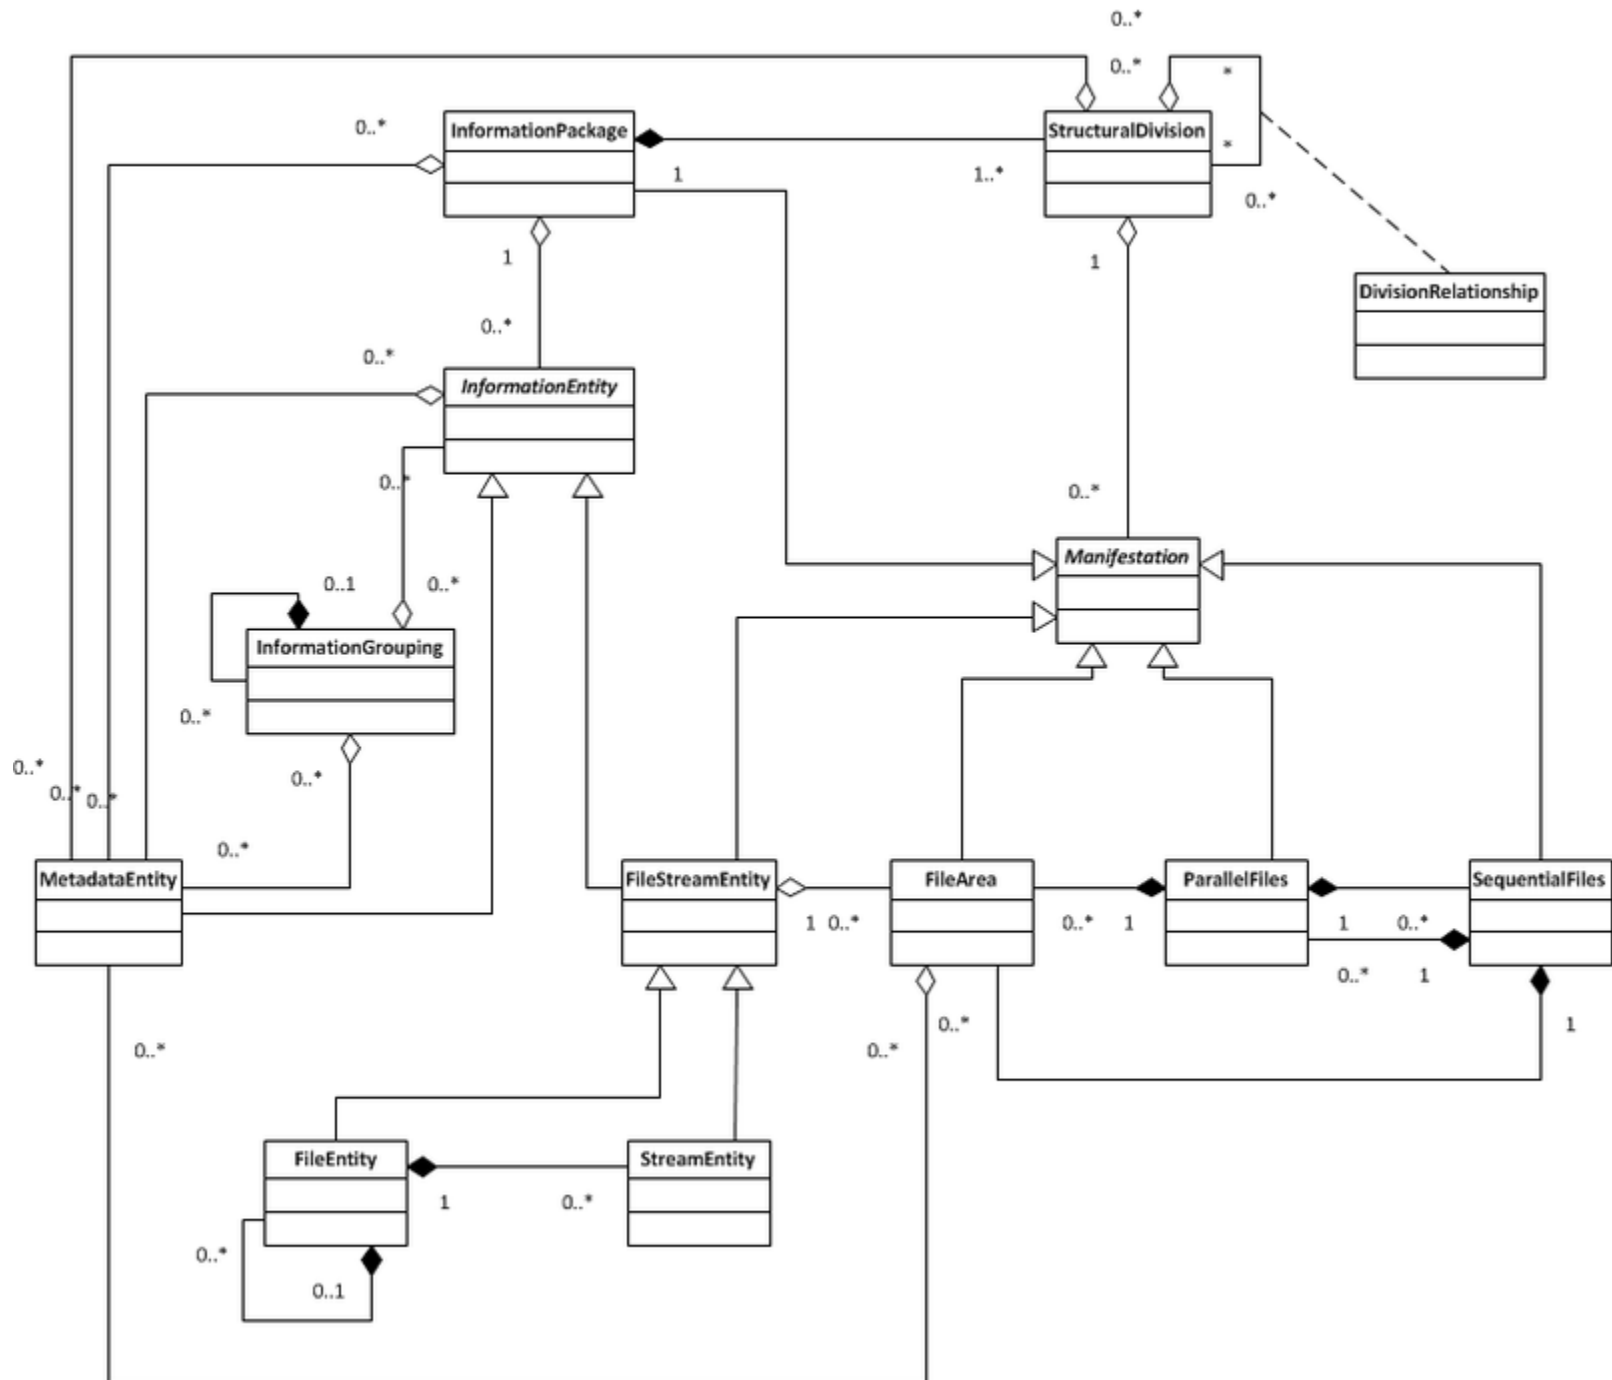 0..*
0..*
*
0..*
InformationPackage
StructuralDivision
*
1
1..*
0..*
1
1
DivisionRelationship
0..*
0..*
InformationEntity
0..*
0..*
Manifestation
0..1
0..*
InformationGrouping
0..*
0..*
0..*
0..*
0..*
0..*
MetadataEntity
FileStreamEntity
FileArea
ParallelFiles
SequentialFiles
1
0..*
0..*
1
1
0..*
0..*
1
0..*
1
0..*
0..*
FileEntity
StreamEntity
1
0..*
0..*
0..1